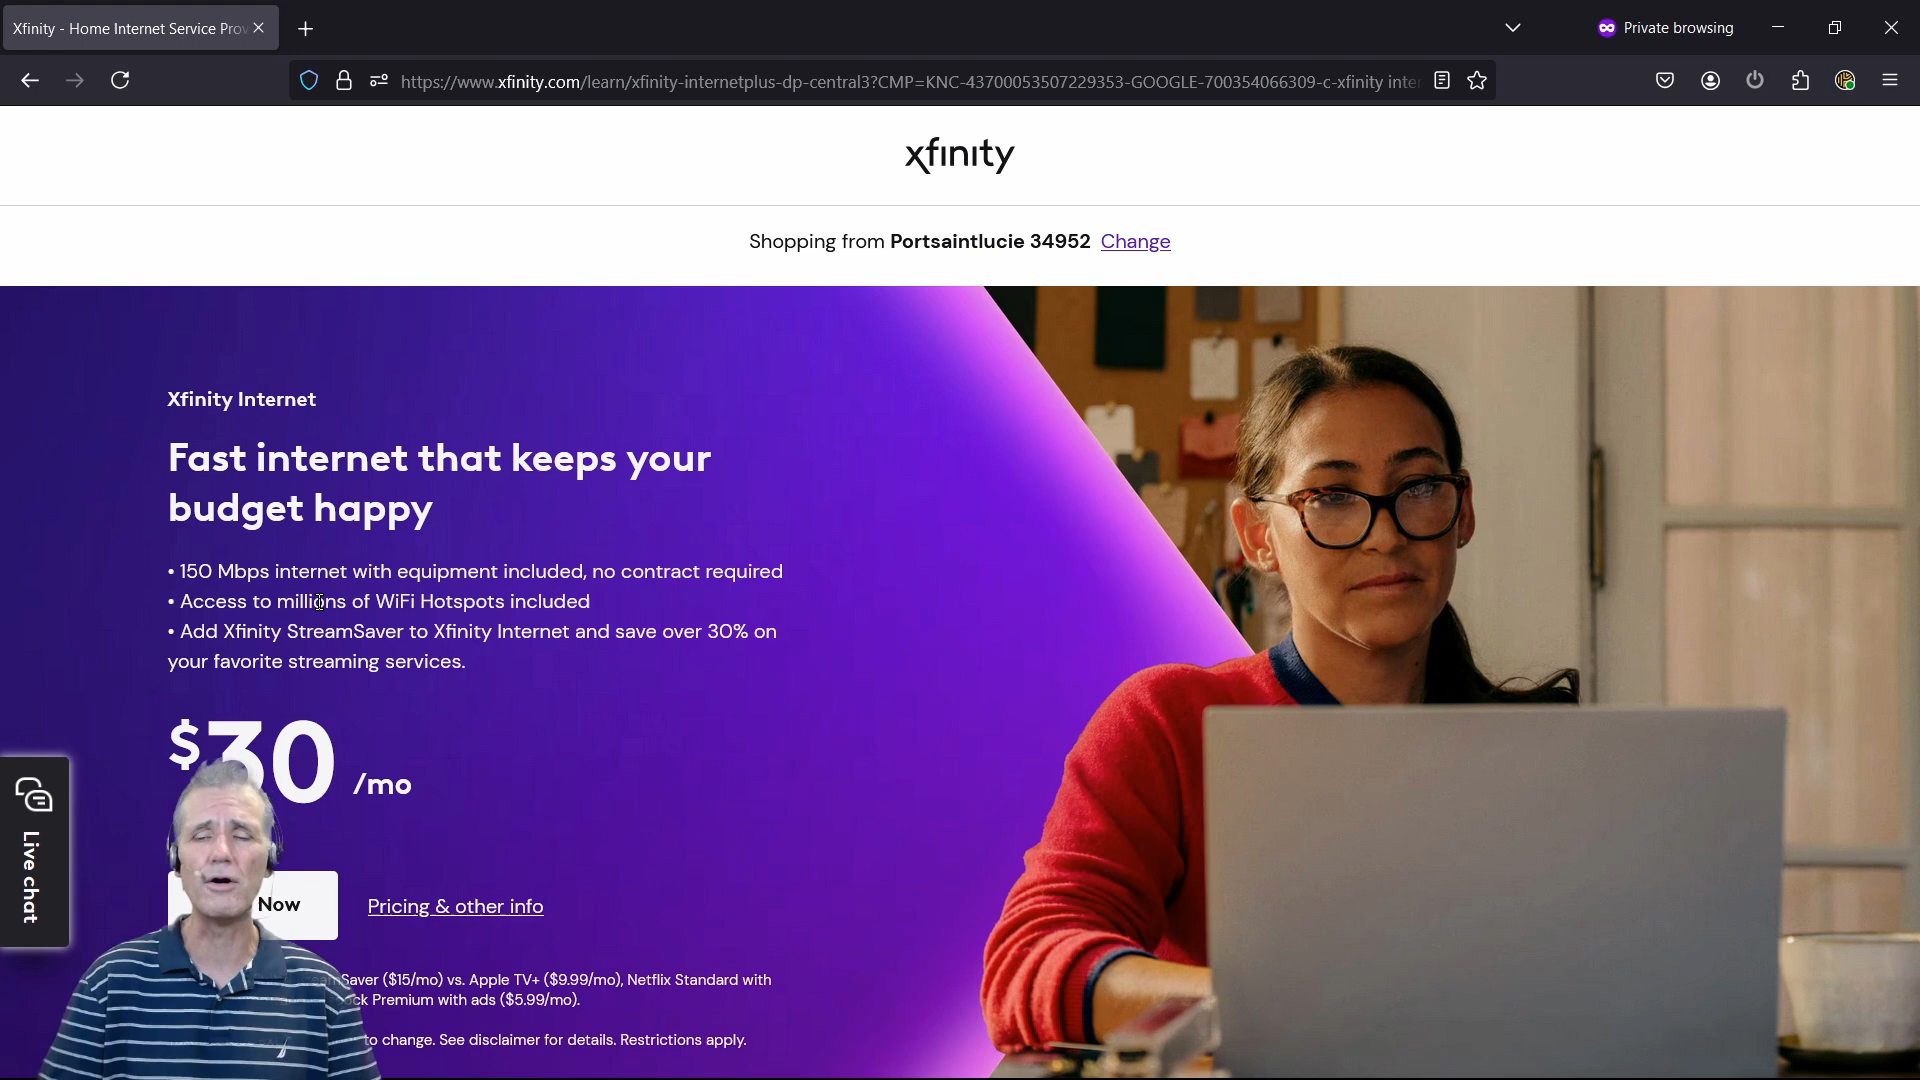 Xfinity - Home Internet Service Prov
Private browsing
https://www.xfinity.com/learn/xfinity-internetplus-dp-central3?CMP=KNC-43700053507229353-GOOGLE-700354066309-c-xfinity inter
xfinity
Shopping from Portsaintlucie 34952 Change
Xfinity Internet
Fast internet that keeps your
budget happy
• 150 Mbps internet with equipment included, no contract required
• Access to millions of WiFi Hotspots included
• Add Xfinity StreamSaver to Xfinity Internet and save over 30% on
your favorite streaming services.
$30 /mo
Live chat
Now
Pricing & other info
Saver ($15/mo) vs. Apple TV+ ($9.99/mo), Netflix Standard with
ck Premium with ads ($5.99/mo).
to change. See disclaimer for details. Restrictions apply.